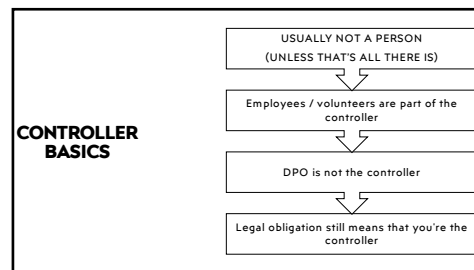 CONTROLLER
BASICS
USUALLY NOT A PERSON
(UNLESS THAT'S ALL THERE IS)
Employees / volunteers are part of the
controller
DPO is not the controller
Legal obligation still means that you're the
controller